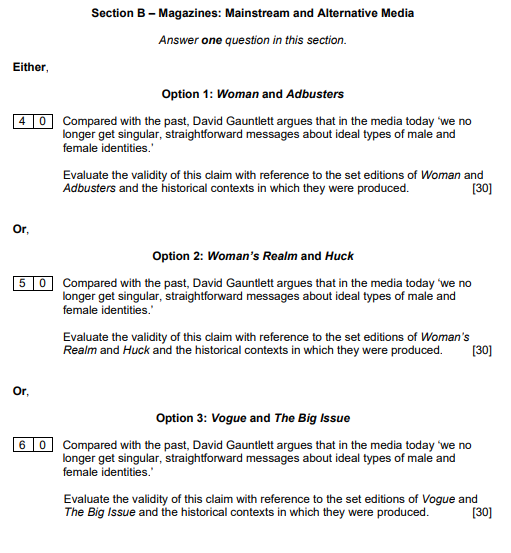 Section B – Magazines: Mainstream and Alternative Media
Answer one question in this section.
Either,
Option 1: Woman and Adbusters
4 0 Compared with the past, David Gauntlett argues that in the media today ‘we no
longer get singular, straightforward messages about ideal types of male and
female identities.’
Evaluate the validity of this claim with reference to the set editions of Woman and
Adbusters and the historical contexts in which they were produced. [30]
Or,
Option 2: Woman’s Realm and Huck
5 0 Compared with the past, David Gauntlett argues that in the media today ‘we no
longer get singular, straightforward messages about ideal types of male and
female identities.’
Evaluate the validity of this claim with reference to the set editions of Woman’s
Realm and Huck and the historical contexts in which they were produced. [30]
Or,
Option 3: Vogue and The Big Issue
6 0 Compared with the past, David Gauntlett argues that in the media today ‘we no
longer get singular, straightforward messages about ideal types of male and
female identities.’
Evaluate the validity of this claim with reference to the set editions of Vogue and
The Big Issue and the historical contexts in which they were produced. [30]